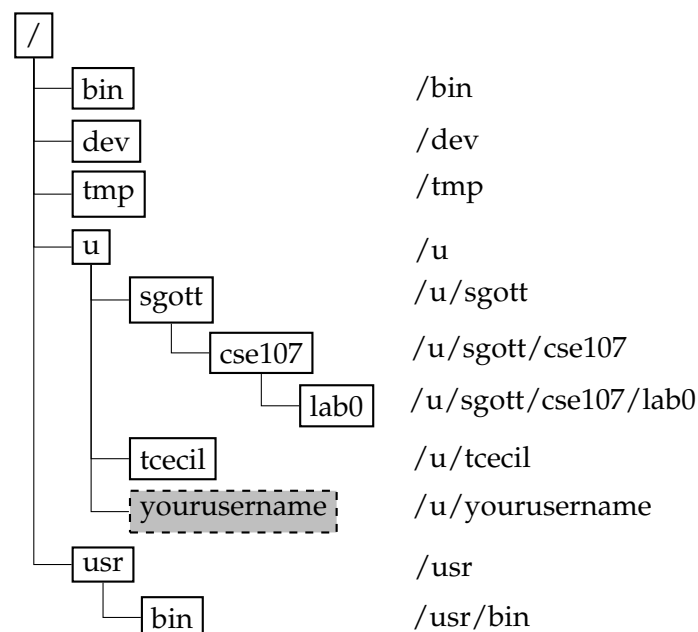 /
bin /bin
dev /dev
tmp /tmp
u /u
sgott /u/sgott
cse107 /u/sgott/cse107
lab0 /u/sgott/cse107/lab0
tcecil /u/tcecil
yourusername /u/yourusername
usr /usr
bin /usr/bin